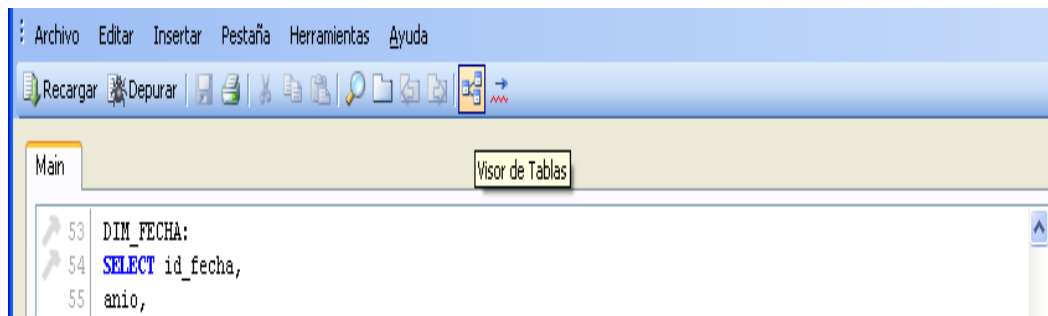 Archivo Editar Insertar Pestaña Herramientas Ayuda
Recargar Depurar
Main
Visor de Tablas
53 DIM_FECHA:
54 SELECT id_fecha,
55 anio,